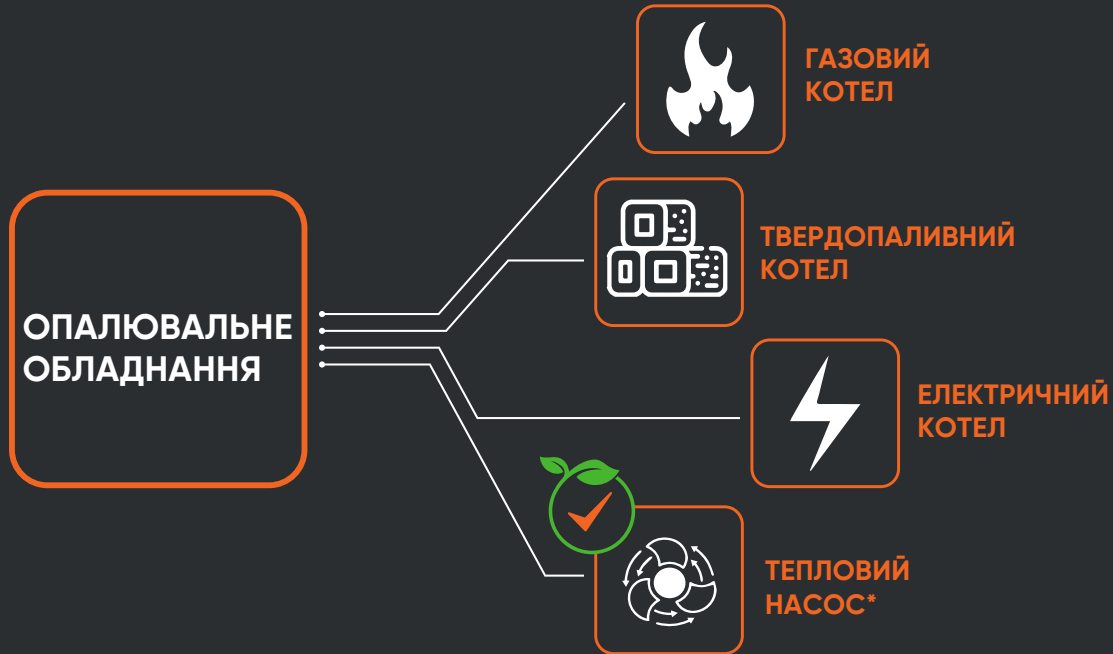 ГАЗОВИЙ
КОТЕЛ
ТВЕРДОПАЛИВНИЙ
КОТЕЛ
ОПАЛЮВАЛЬНЕ
ОБЛАДНАННЯ
ЕЛЕКТРИЧНИЙ
КОТЕЛ
ТЕПЛОВИЙ
НАСОС*